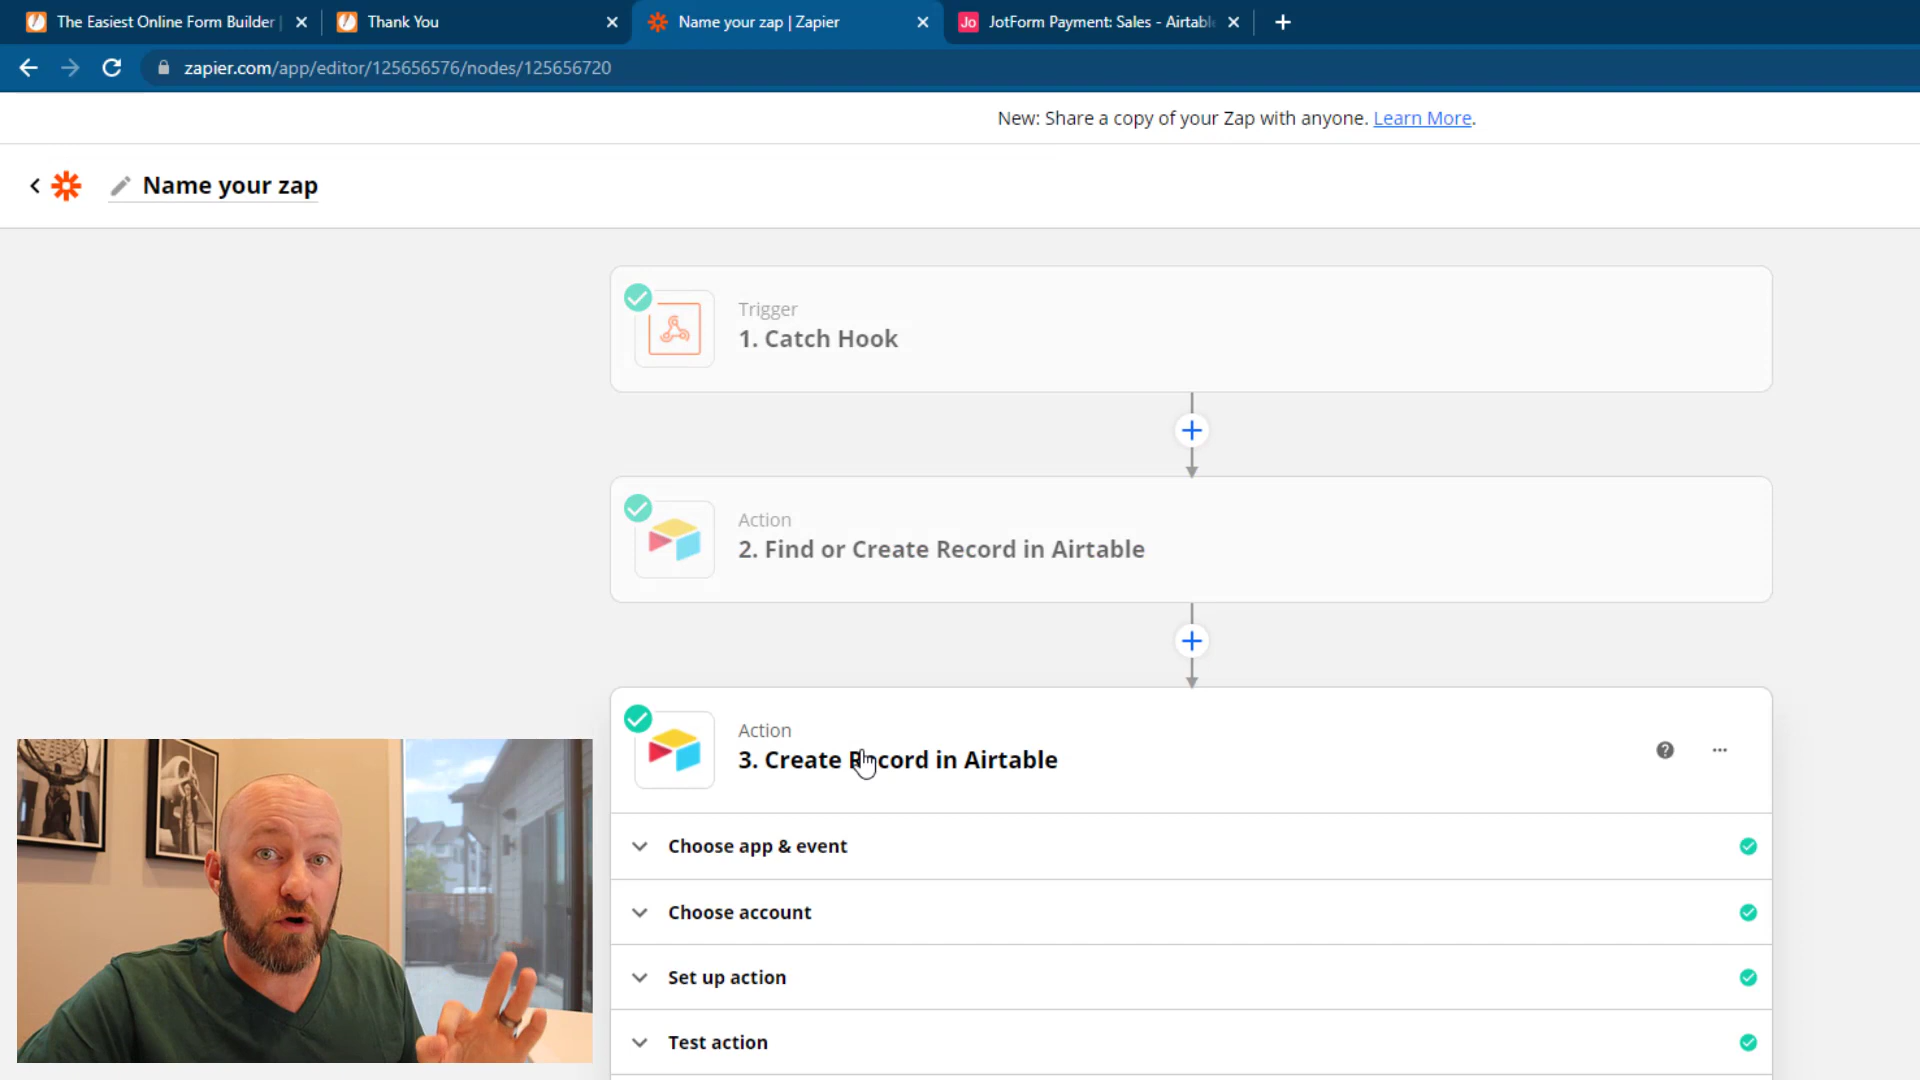 The Easiest Online Form Builder
Thank You
Name your zap | Zapier
Jo
JotForm Payment: Sales - Airtabl
zapier.com/app/editor/125656576/nodes/125656720
New: Share a copy of your Zap with anyone. Learn More.
Name your zap
Trigger
1. Catch Hook
Action
2. Find or Create Record in Airtable
Action
3. Create Record in Airtable
Choose app & event
Choose account
Set up action
Test action